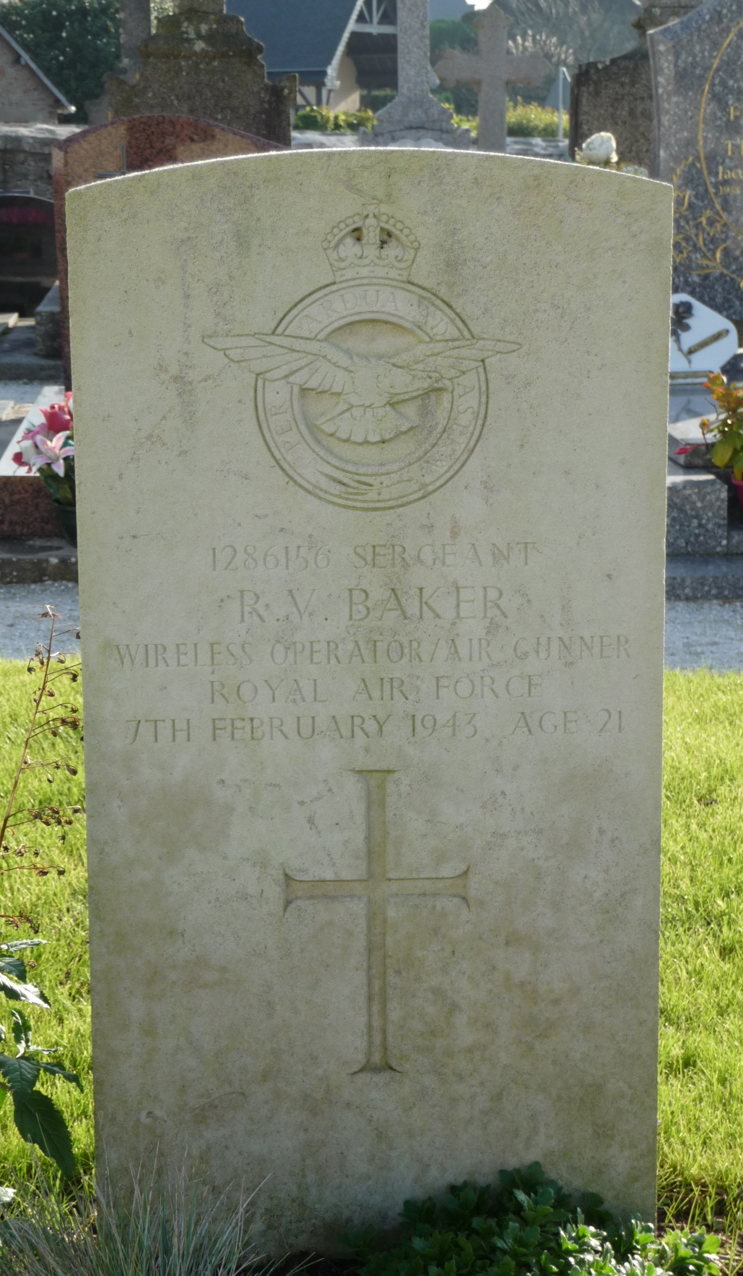 PER ARDUA AD ASTRA
1286156 SERGEANT
R. V. BAKER
WIRELESS OPERATOR/AIR GUNNER
ROYAL AIR FORCE
7TH FEBRUARY 1943 AGE 21